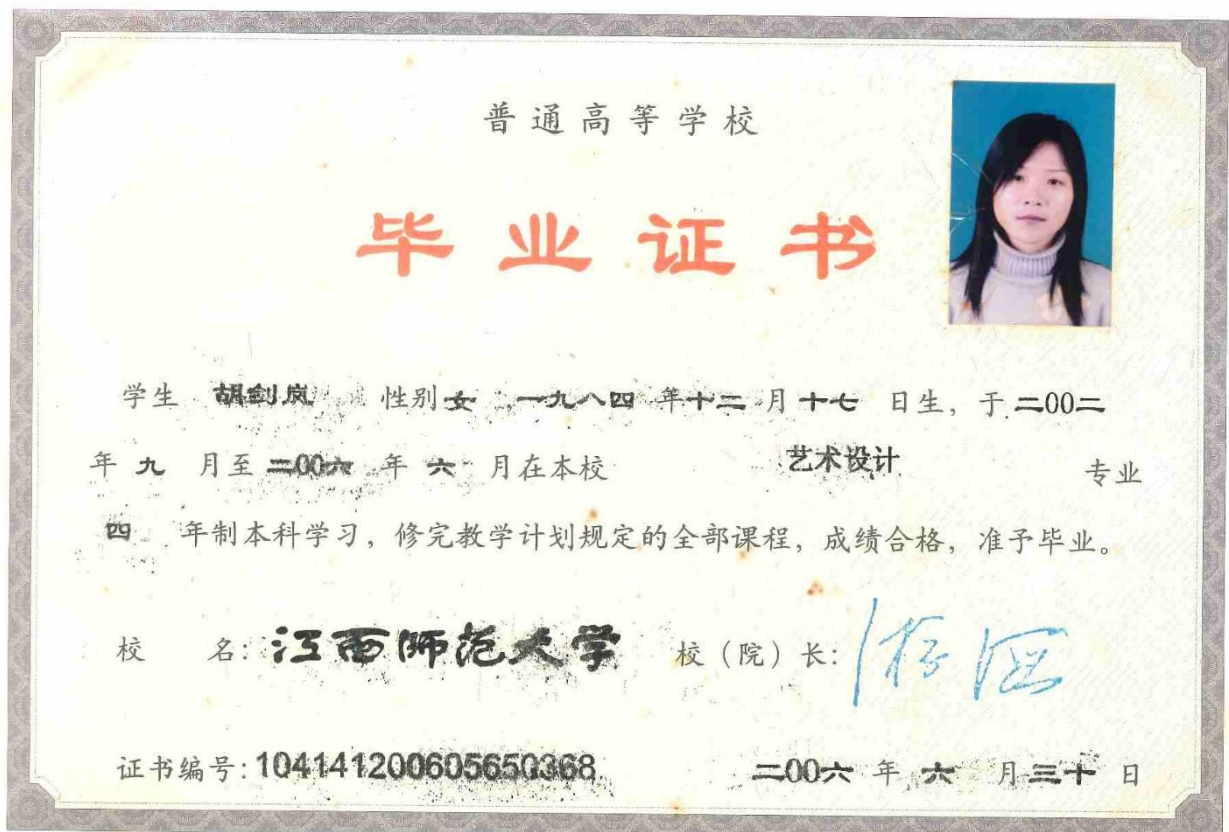 普通高等学校
毕业证书
学生 胡剑岚 性别 女 ,一九八四 年 十二 月 十七 日生，于 二00二
年 九 月至 二00六 年 六 月在本校 艺术设计 专业
四 年制本科学习，修完教学计划规定的全部课程，成绩合格，准予毕业。
校 名: 江西师范大学 校（院）长:
证书编号: 104141200605650368 二00六 年 六 月 三十 日